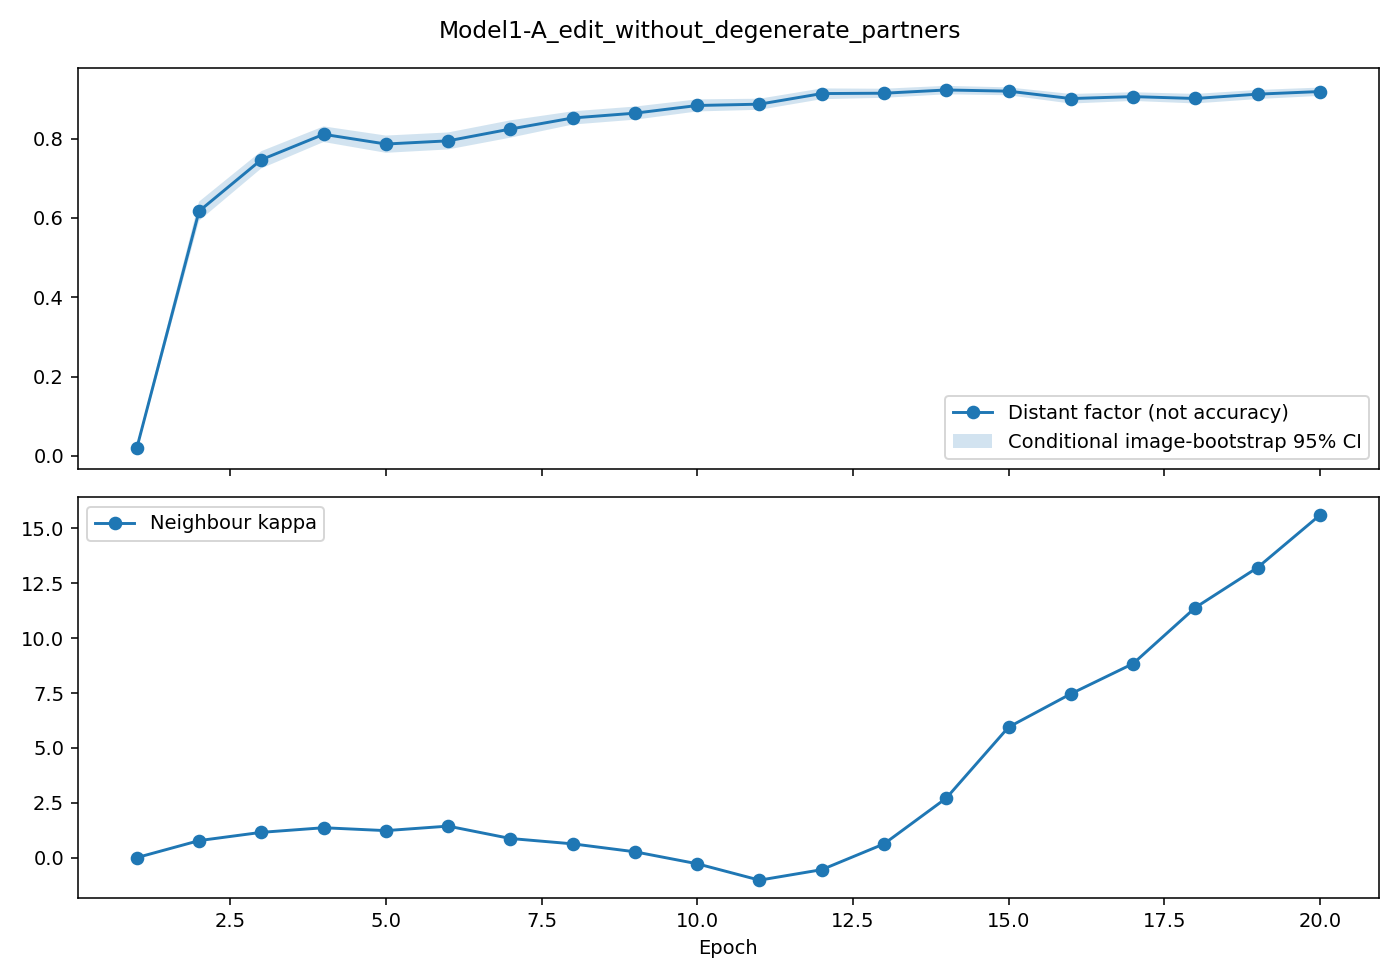 Model1-A_edit_without_degenerate_partners
0.8
0.6
0.4
0.2
0.0
Distant factor (not accuracy)
Conditional image-bootstrap 95% CI
Neighbour kappa
15.0
12.5
10.0
7.5
5.0
2.5
0.0
2.5 5.0 7.5 10.0 12.5 15.0 17.5 20.0
Epoch